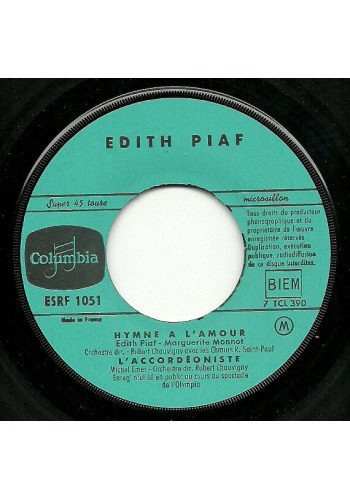 EDITH PIAF
Super 45 tours
microsillon
Tous droits du producteur
phonographique et du
propriétaire de l'œuvre
enregistrée réservés.
Duplication, exécution
publique, radiodiffusion
de ce disque interdites.
Columbia
ESRF 1051
Made in France
BIEM
7 TCL 390
M
HYMNE A L'AMOUR
Edith Piaf - Marguerite Monnot
Orchestre dir. - Robert Chauvigny avec les Chœurs R. Saint-Paul
L'ACCORDÉONISTE
Michel Emer - Orchestre dir. Robert Chauvigny
Enregt réalisé en public au cours du spectacle
de l'Olympia